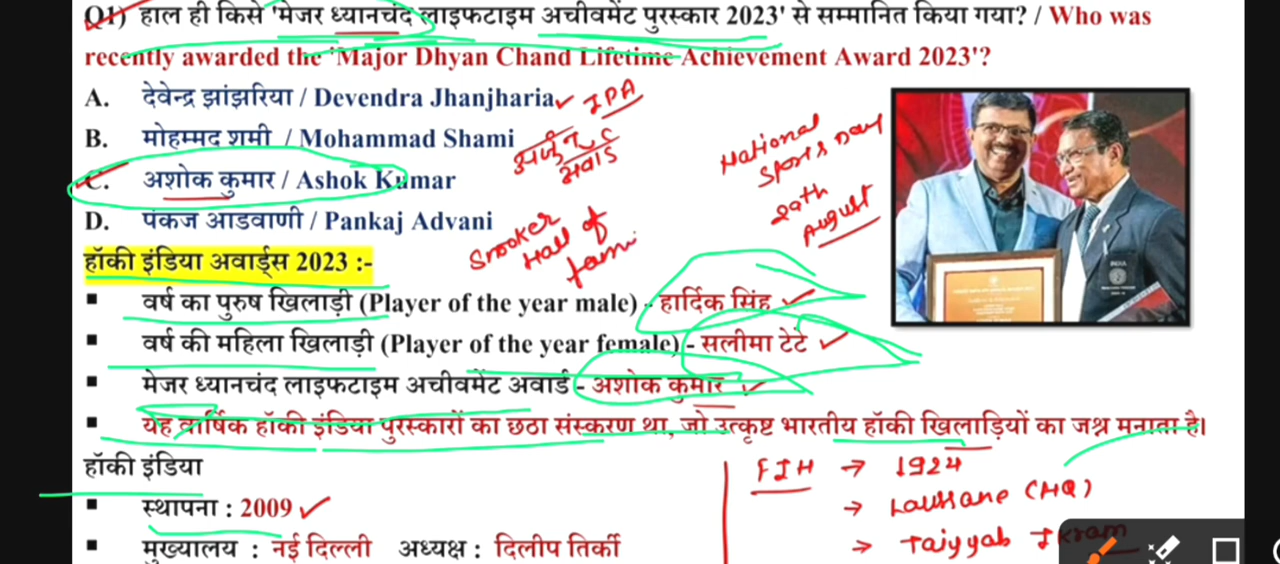 Q1) हाल ही किसे 'मेजर ध्यानचंद लाइफटाइम अचीवमेंट पुरस्कार 2023' से सम्मानित किया गया? / Who was
recently awarded the 'Major Dhyan Chand Lifetime Achievement Award 2023'?
A. देवेन्द्र झांझरिया / Devendra Jhanjharia IPA
B. मोहम्मद शमी / Mohammad Shami
अर्जुन
अवार्ड
National
Sports Day
29th
August
C. अशोक कुमार / Ashok Kumar
D. पंकज आडवाणी / Pankaj Advani
Snooker
Hall of
fame
हॉकी इंडिया अवार्ड्स 2023 :-
▪ वर्ष का पुरुष खिलाड़ी (Player of the year male) - हार्दिक सिंह
▪ वर्ष की महिला खिलाड़ी (Player of the year female) - सलीमा टेटे
▪ मेजर ध्यानचंद लाइफटाइम अचीवमेंट अवार्ड - अशोक कुमार
▪ यह वार्षिक हॉकी इंडिया पुरस्कारों का छठा संस्करण था, जो उत्कृष्ट भारतीय हॉकी खिलाड़ियों का जश्न मनाता है।
हॉकी इंडिया
▪ स्थापना : 2009
▪ मुख्यालय : नई दिल्ली अध्यक्ष : दिलीप तिर्की
FIH → 1924
→ Laussane (HQ)
→ Taiyyab Ikram
INDIA